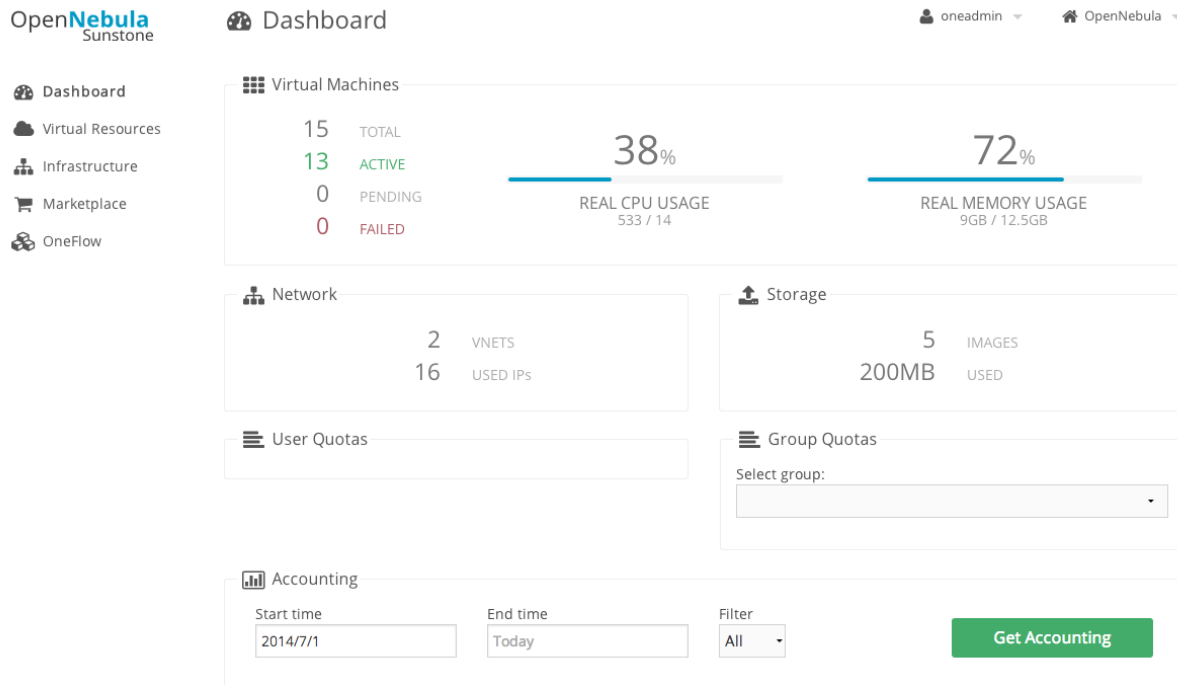 OpenNebula
Sunstone
Dashboard
oneadmin
OpenNebula
Dashboard
Virtual Resources
Infrastructure
Marketplace
OneFlow
Virtual Machines
15 TOTAL
13 ACTIVE
0 PENDING
0 FAILED
38%
REAL CPU USAGE
533 / 14
72%
REAL MEMORY USAGE
9GB / 12.5GB
Network
2 VNETS
16 USED IPs
Storage
5 IMAGES
200MB USED
User Quotas
Group Quotas
Select group:
Accounting
Start time
2014/7/1
End time
Today
Filter
All
Get Accounting